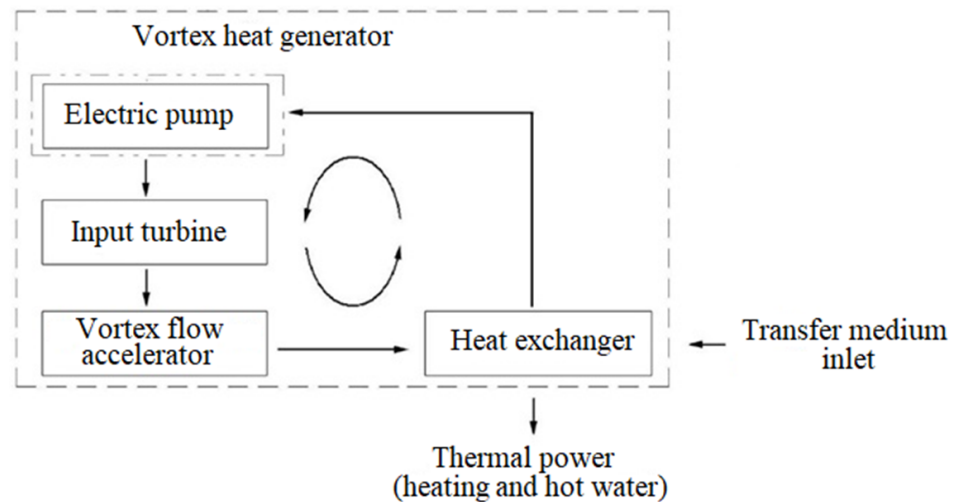 Vortex heat generator
Electric pump
Input turbine
Vortex flow
accelerator
Heat exchanger
Transfer medium
inlet
Thermal power
(heating and hot water)